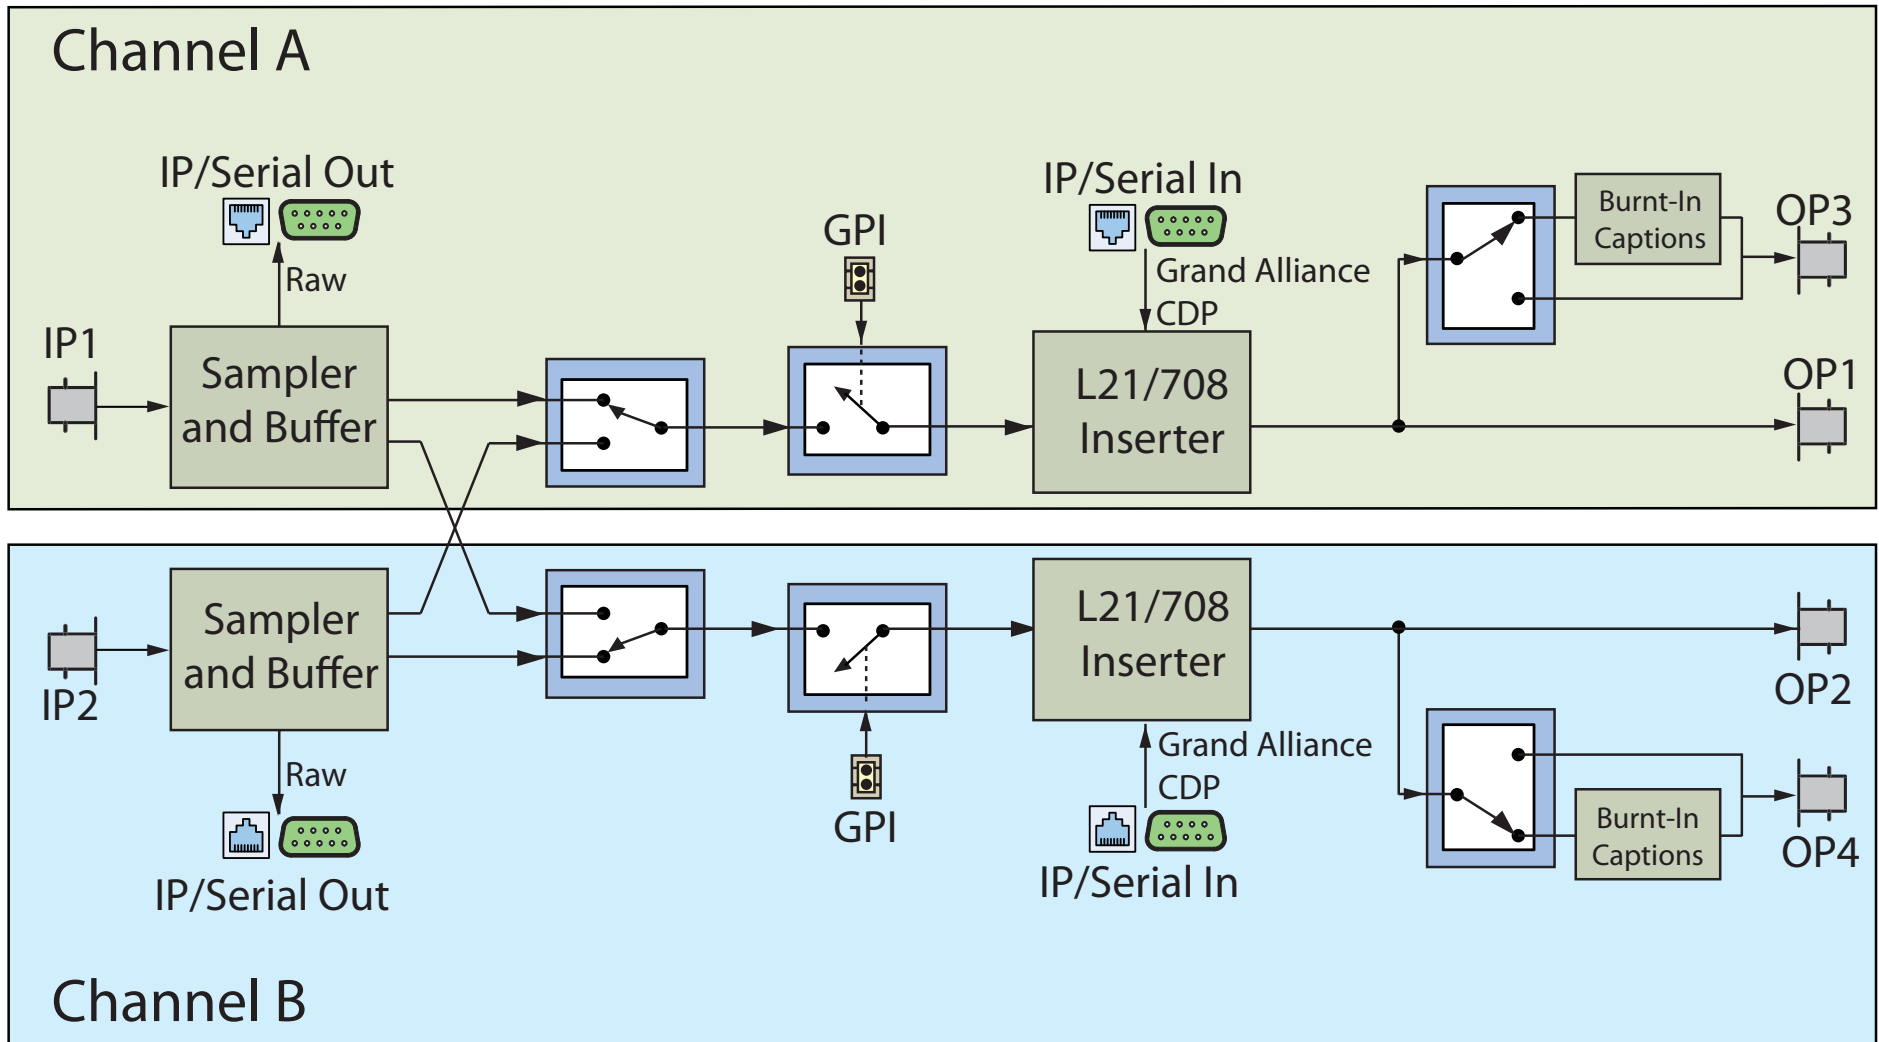 Channel A
IP/Serial Out
Raw
IP1
Sampler
and Buffer
GPI
IP/Serial In
Grand Alliance
CDP
L21/708
Inserter
Burnt-In
Captions
OP3
OP1
Sampler
and Buffer
IP2
Raw
IP/Serial Out
GPI
L21/708
Inserter
Grand Alliance
CDP
IP/Serial In
OP2
Burnt-In
Captions
OP4
Channel B